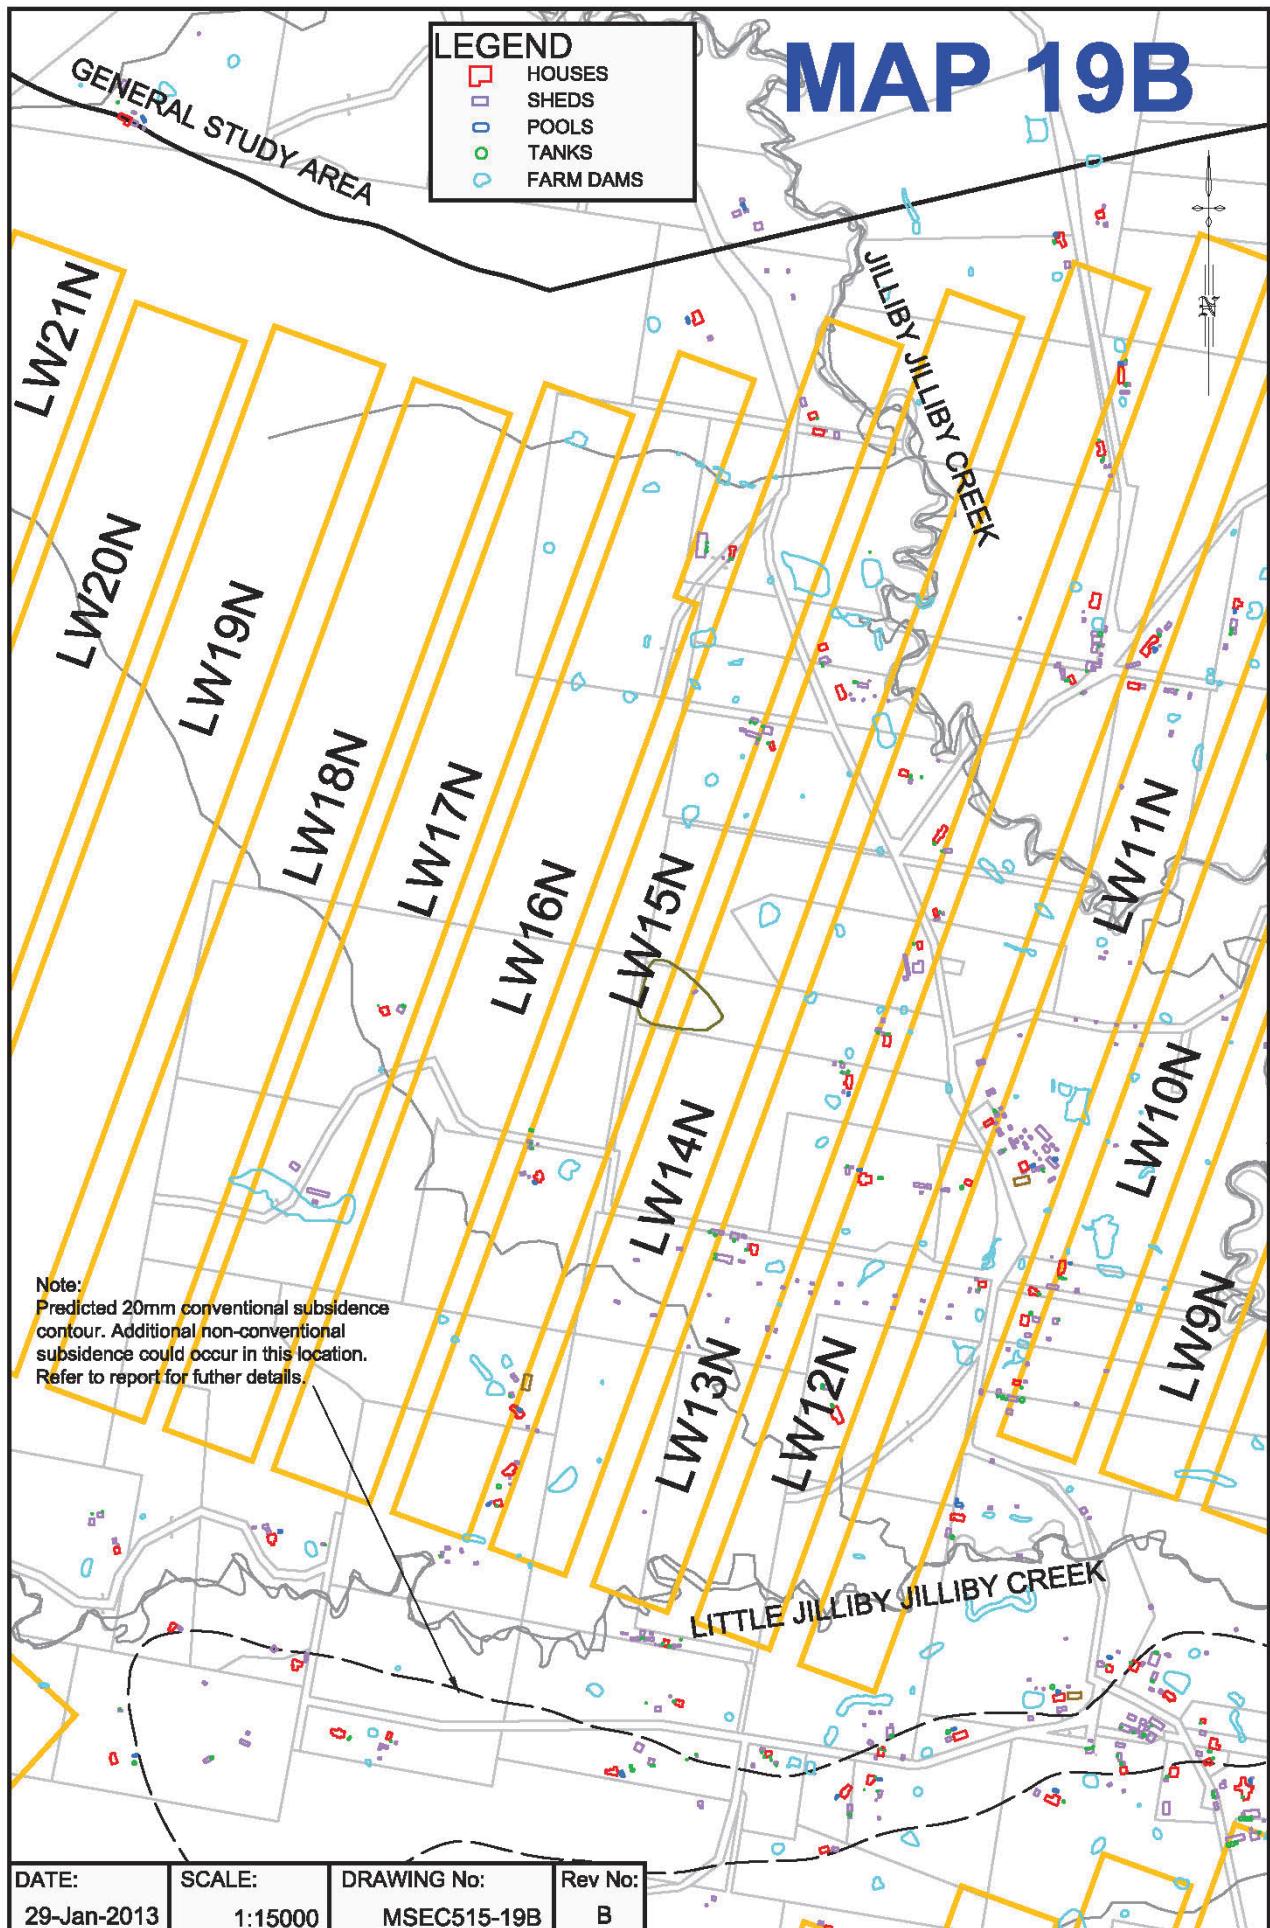 LEGEND
HOUSES
SHEDS
POOLS
TANKS
FARM DAMS
MAP 19B
GENERAL STUDY AREA
N
JILLIBY JILLIBY CREEK
LW21N
LW20N
LW19N
LW18N
LW17N
LW16N
LW15N
LW14N
LW13N
LW12N
LW11N
LW10N
LW9N
Note:
Predicted 20mm conventional subsidence
contour. Additional non-conventional
subsidence could occur in this location.
Refer to report for futher details.
LITTLE JILLIBY JILLIBY CREEK
DATE:
29-Jan-2013
SCALE:
1:15000
DRAWING No:
MSEC515-19B
Rev No:
B